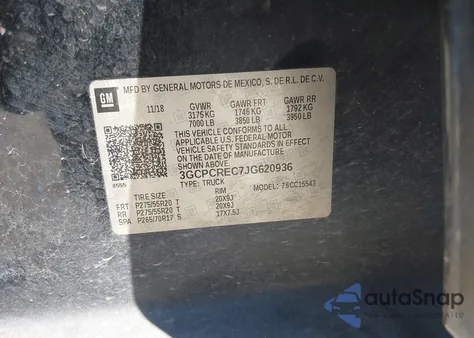 GM
MFD BY GENERAL MOTORS DE MEXICO, S. DE R.L. DE C.V.
11/18 GVWR GAWR FRT GAWR RR
3175 KG 1746 KG 1792 KG
7000 LB 3850 LB 3950 LB
THIS VEHICLE CONFORMS TO ALL APPLICABLE U.S. FEDERAL MOTOR
VEHICLE SAFETY STANDARDS IN EFFECT ON THE
DATE OF MANUFACTURE SHOWN ABOVE.
3GCPCREC7JG620936
TYPE: TRUCK MODEL: 78CC15543
TIRE SIZE RIM
FRT P275/55R20 T 20X9J
RR P275/55R20 T 20X9J
SPA P265/70R17 S 17X7.5J
autoSnap